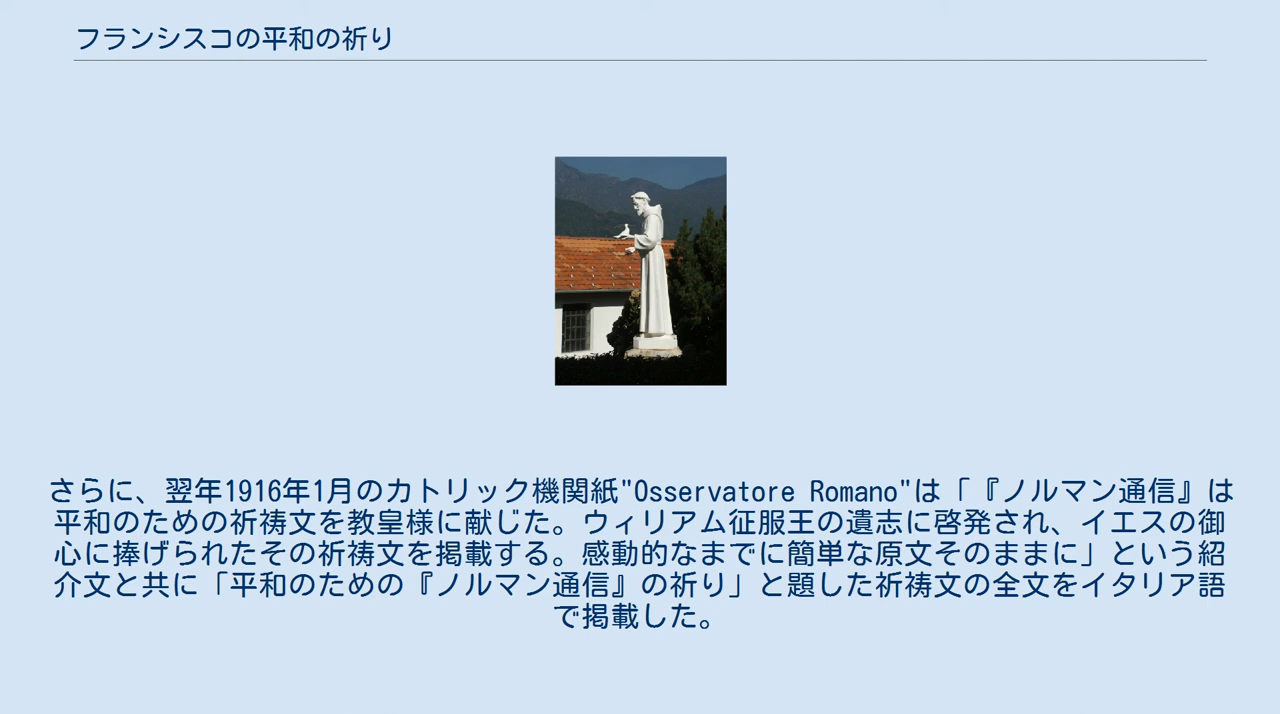 フランシスコの平和の祈り
さらに、翌年1916年1月のカトリック機関紙"Osservatore Romano"は「『ノルマン通信』は
平和のための祈祷文を教皇様に献じた。ウィリアム征服王の遺志に啓発され、イエスの御
心に捧げられたその祈祷文を掲載する。感動的なまでに簡単な原文そのままに」という紹
介文と共に「平和のための『ノルマン通信』の祈り」と題した祈祷文の全文をイタリア語
で掲載した。